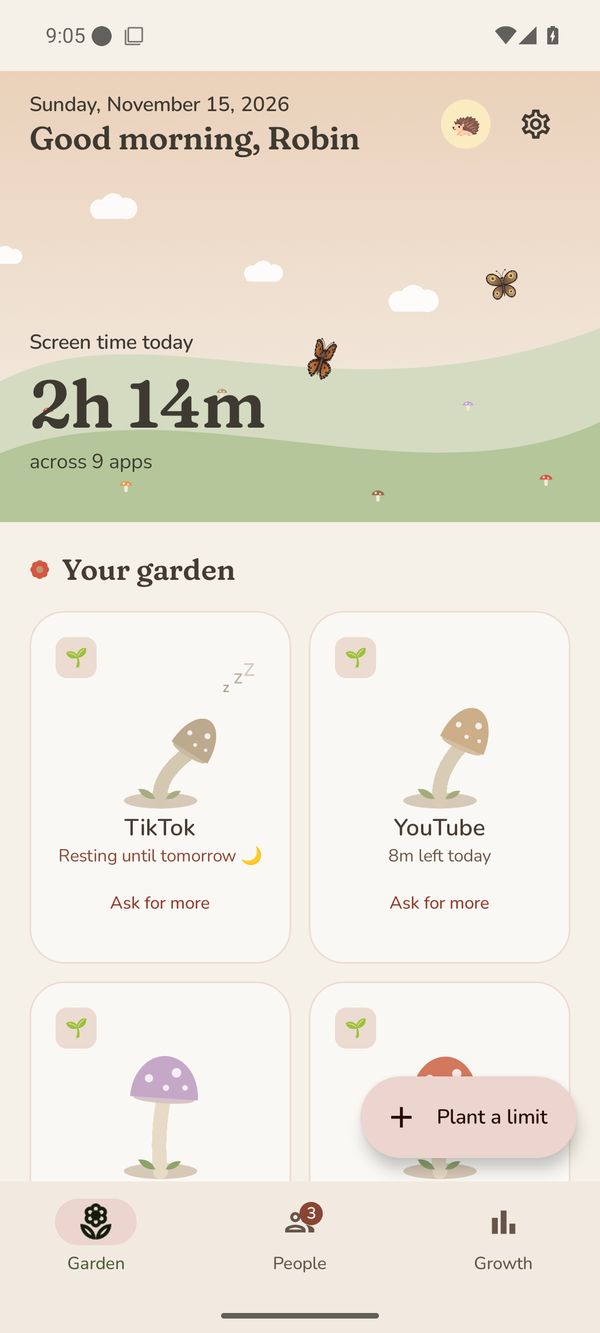 9:05
Sunday, November 15, 2026
Good morning, Robin
Screen time today
2h 14m
across 9 apps
Your garden
z z Z
TikTok
Resting until tomorrow 🌙
Ask for more
YouTube
8m left today
Ask for more
Plant a limit
Garden
3
People
Growth